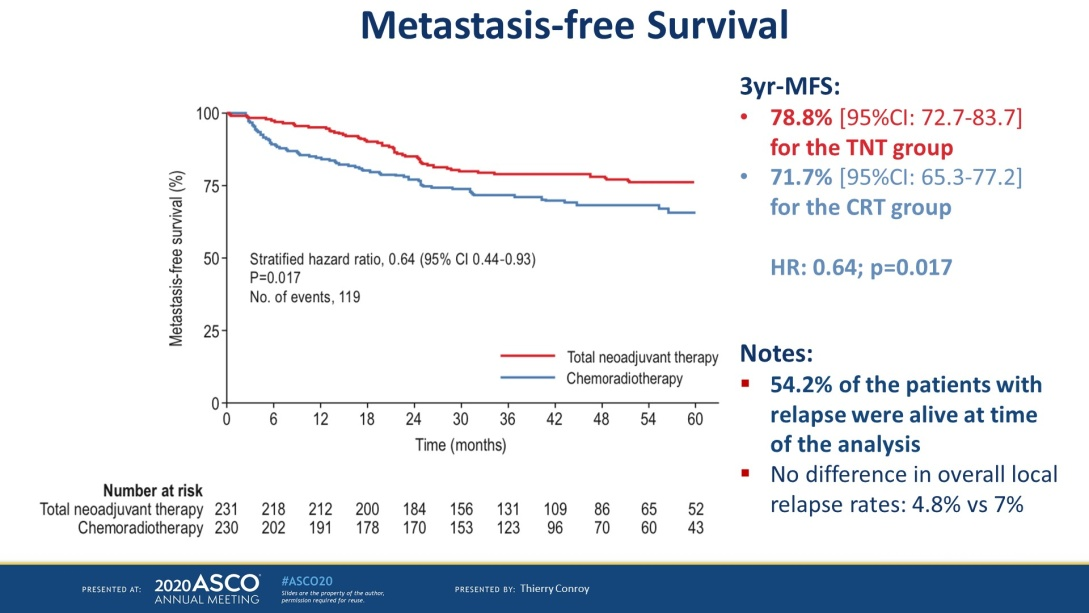 Metastasis-free Survival
100
75
50
25
0
Metastasis-free survival (%)
Stratified hazard ratio, 0.64 (95% CI 0.44-0.93)
P=0.017
No. of events, 119
Total neoadjuvant therapy
Chemoradiotherapy
0 6 12 18 24 30 36 42 48 54 60
Time (months)
Number at risk
Total neoadjuvant therapy 231 218 212 200 184 156 131 109 86 65 52
Chemoradiotherapy 230 202 191 178 170 153 123 96 70 60 43
3yr-MFS:
• 78.8% [95%CI: 72.7-83.7]
for the TNT group
• 71.7% [95%CI: 65.3-77.2]
for the CRT group
HR: 0.64; p=0.017
Notes:
▪ 54.2% of the patients with
relapse were alive at time
of the analysis
▪ No difference in overall local
relapse rates: 4.8% vs 7%
PRESENTED AT:
2020 ASCO
ANNUAL MEETING
#ASCO20
Slides are the property of the author,
permission required for reuse.
PRESENTED BY: Thierry Conroy